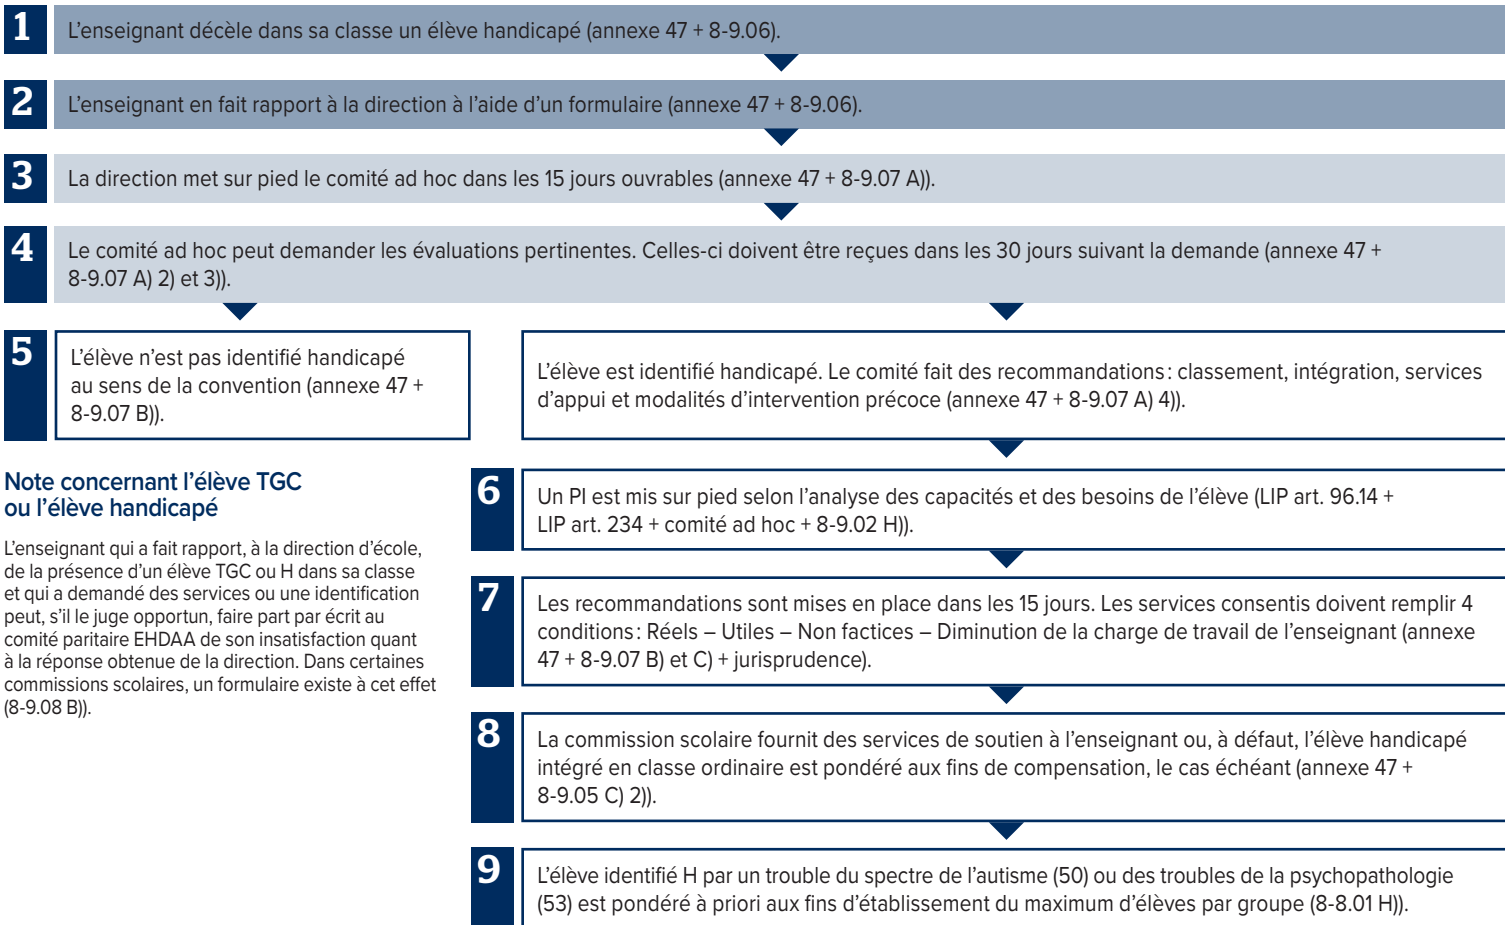 1
L'enseignant décèle dans sa classe un élève handicapé (annexe 47 + 8-9.06).
2
L'enseignant en fait rapport à la direction à l'aide d'un formulaire (annexe 47 + 8-9.06).
3
La direction met sur pied le comité ad hoc dans les 15 jours ouvrables (annexe 47 + 8-9.07 A)).
4
Le comité ad hoc peut demander les évaluations pertinentes. Celles-ci doivent être reçues dans les 30 jours suivant la demande (annexe 47 +
8-9.07 A) 2) et 3)).
5
L'élève n'est pas identifié handicapé
au sens de la convention (annexe 47 +
8-9.07 B)).
L'élève est identifié handicapé. Le comité fait des recommandations : classement, intégration, services
d'appui et modalités d'intervention précoce (annexe 47 + 8-9.07 A) 4)).
Note concernant l'élève TGC
ou l'élève handicapé
L'enseignant qui a fait rapport, à la direction d'école,
de la présence d'un élève TGC ou H dans sa classe
et qui a demandé des services ou une identification
peut, s'il le juge opportun, faire part par écrit au
comité paritaire EHDAA de son insatisfaction quant
à la réponse obtenue de la direction. Dans certaines
commissions scolaires, un formulaire existe à cet effet
(8-9.08 B)).
6
Un PI est mis sur pied selon l'analyse des capacités et des besoins de l'élève (LIP art. 96.14 +
LIP art. 234 + comité ad hoc + 8-9.02 H)).
7
Les recommandations sont mises en place dans les 15 jours. Les services consentis doivent remplir 4
conditions : Réels – Utiles – Non factices – Diminution de la charge de travail de l'enseignant (annexe
47 + 8-9.07 B) et C) + jurisprudence).
8
La commission scolaire fournit des services de soutien à l'enseignant ou, à défaut, l'élève handicapé
intégré en classe ordinaire est pondéré aux fins de compensation, le cas échéant (annexe 47 +
8-9.05 C) 2)).
9
L'élève identifié H par un trouble du spectre de l'autisme (50) ou des troubles de la psychopathologie
(53) est pondéré à priori aux fins d'établissement du maximum d'élèves par groupe (8-8.01 H)).